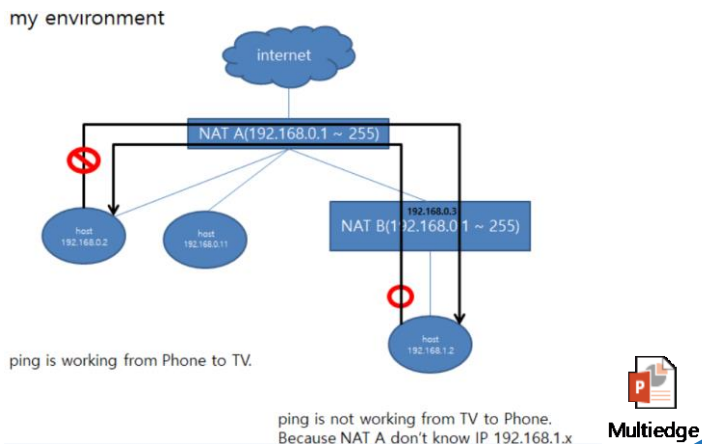 my environment
internet
NAT A(192.168.0.1 ~ 255)
192.168.0.3
NAT B(192.168.0.1 ~ 255)
host
192.168.0.2
host
192.168.0.11
host
192.168.1.2
ping is working from Phone to TV.
ping is not working from TV to Phone.
Because NAT A don't know IP 192.168.1.x
P
Multiedge